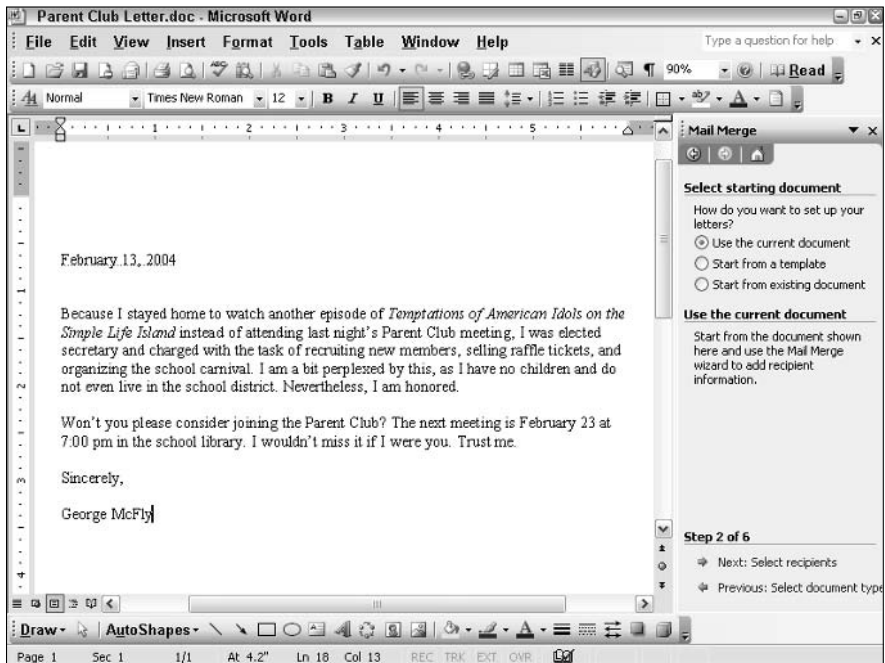 Parent Club Letter.doc - Microsoft Word
File Edit View Insert Format Tools Table Window Help Type a question for help
90% Read
Normal Times New Roman 12 B I U A
L 1 2 3 4 5
Mail Merge
Select starting document
How do you want to set up your
letters?
Use the current document
Start from a template
Start from existing document
Use the current document
Start from the document shown
here and use the Mail Merge
wizard to add recipient
information.
Step 2 of 6
Next: Select recipients
Previous: Select document type
February 13, 2004
Because I stayed home to watch another episode of Temptations of American Idols on the
Simple Life Island instead of attending last night's Parent Club meeting, I was elected
secretary and charged with the task of recruiting new members, selling raffle tickets, and
organizing the school carnival. I am a bit perplexed by this, as I have no children and do
not even live in the school district. Nevertheless, I am honored.
Won't you please consider joining the Parent Club? The next meeting is February 23 at
7:00 pm in the school library. I wouldn't miss it if I were you. Trust me.
Sincerely,
George McFly
1
2
3
4
Draw AutoShapes A
Page 1 Sec 1 1/1 At 4.2" Ln 18 Col 13 REC TRK EXT OVR